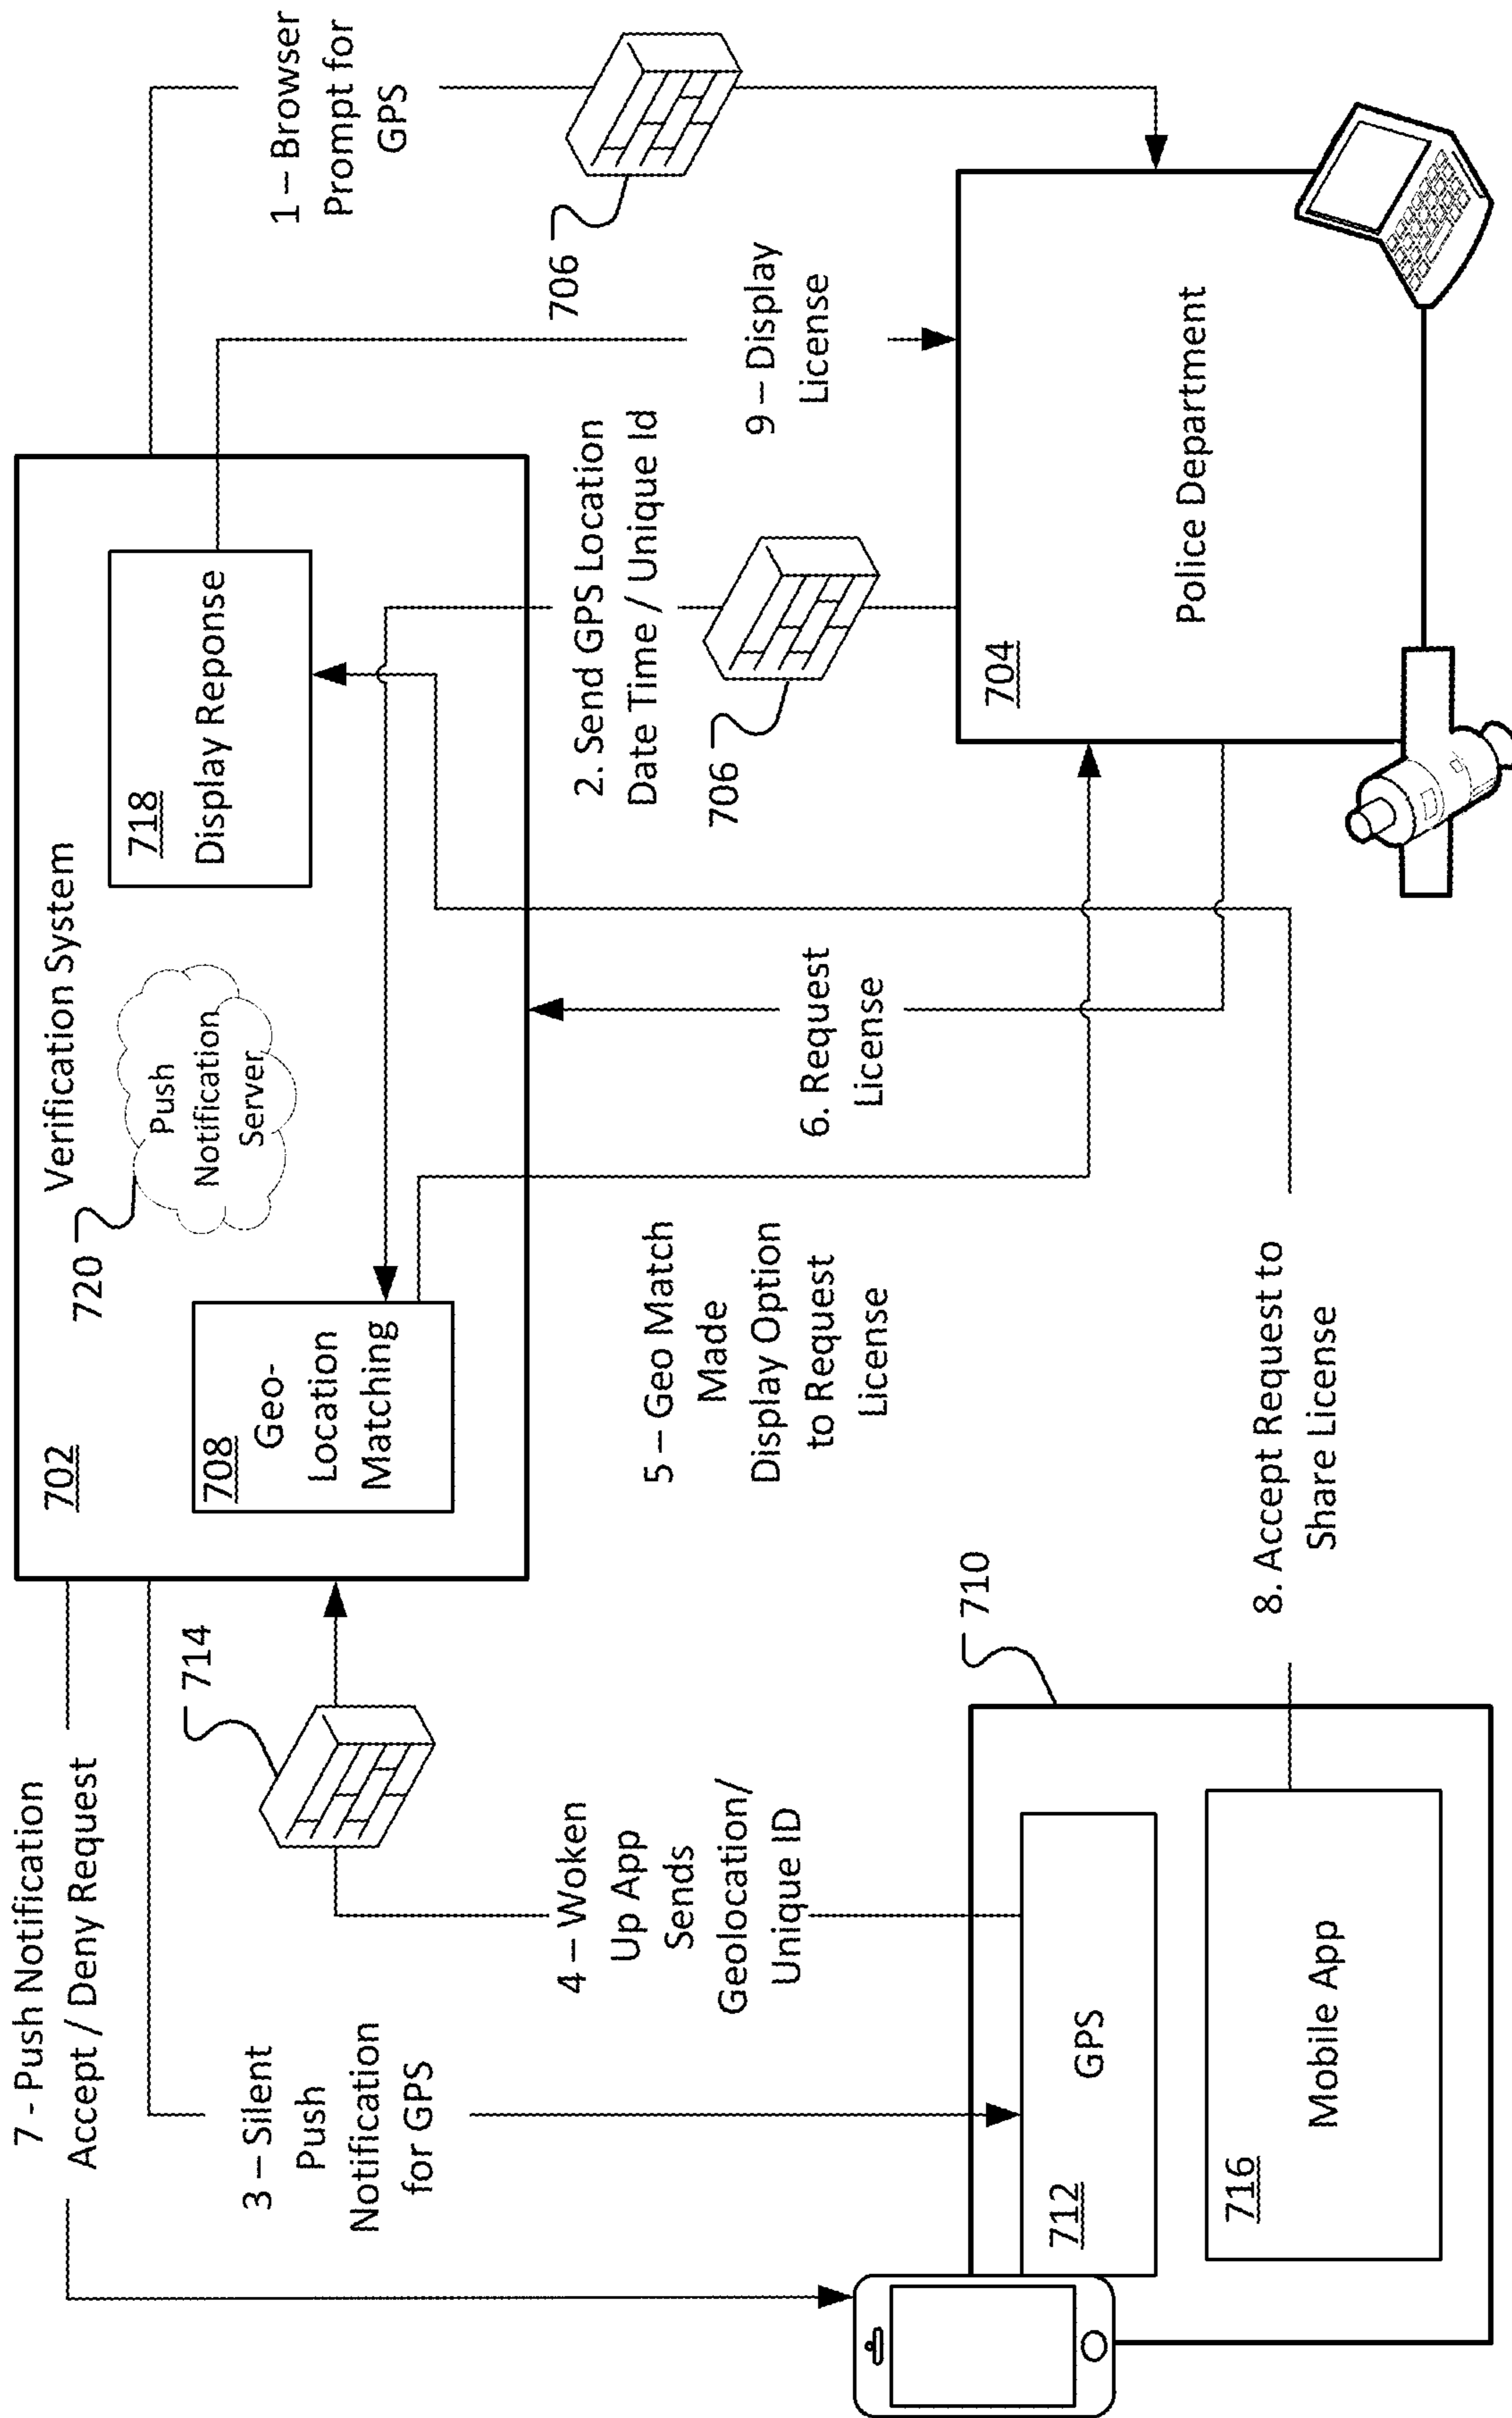 7 - Push Notification
Accept / Deny Request
3 – Silent
Push
Notification
for GPS
714
4 – Woken
Up App
Sends
Geolocation/
Unique ID
702
Verification System
720
Push
Notification
Server
708
Geo-
Location
Matching
718
Display Reponse
1 – Browser
Prompt for
GPS
706
2. Send GPS Location
Date Time / Unique Id
706
9 – Display
License
5 – Geo Match
Made
Display Option
to Request
License
6. Request
License
8. Accept Request to
Share License
710
712
GPS
716
Mobile App
704
Police Department